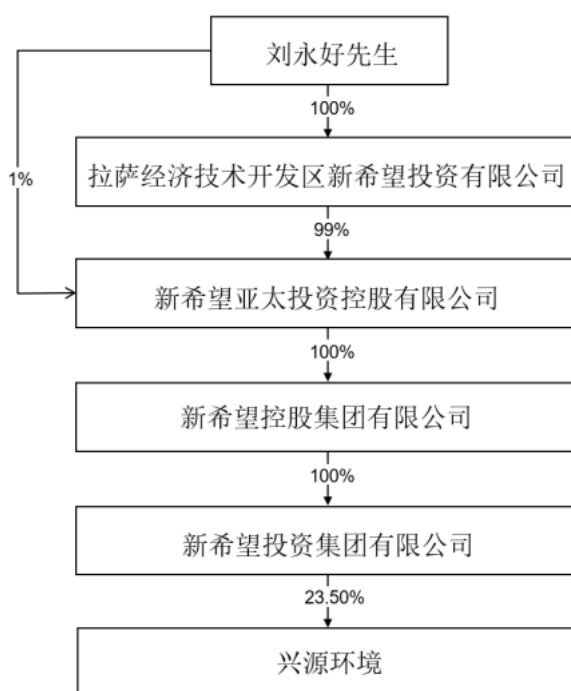 刘永好先生
100%
拉萨经济技术开发区新希望投资有限公司
1%
99%
新希望亚太投资控股有限公司
100%
新希望控股集团有限公司
100%
新希望投资集团有限公司
23.50%
兴源环境